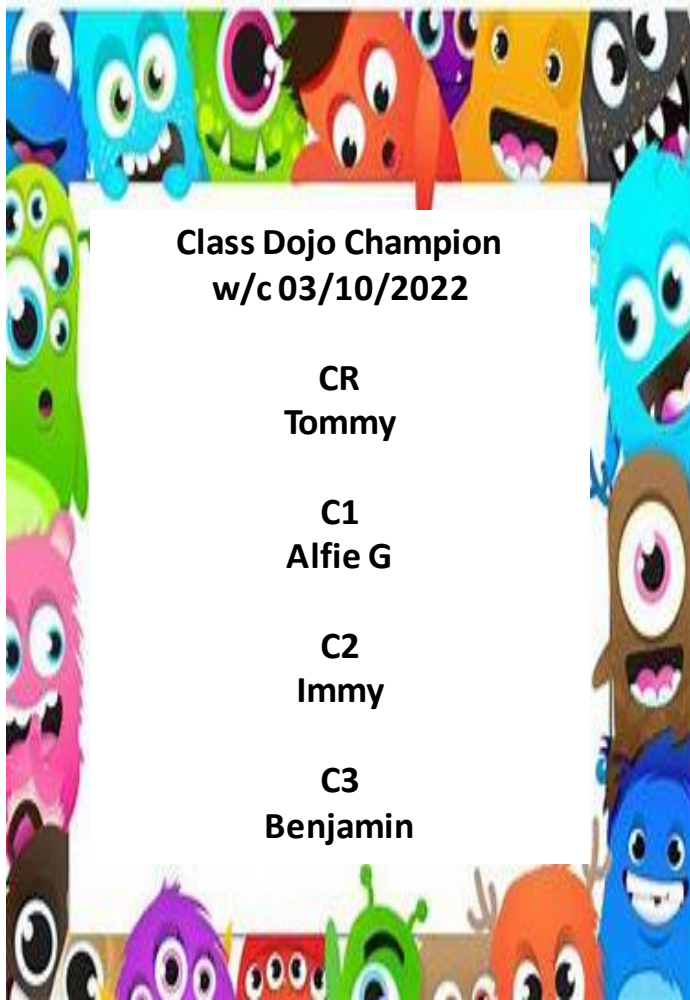 Class Dojo Champion
w/c 03/10/2022
CR
Tommy
C1
Alfie G
C2
Immy
C3
Benjamin